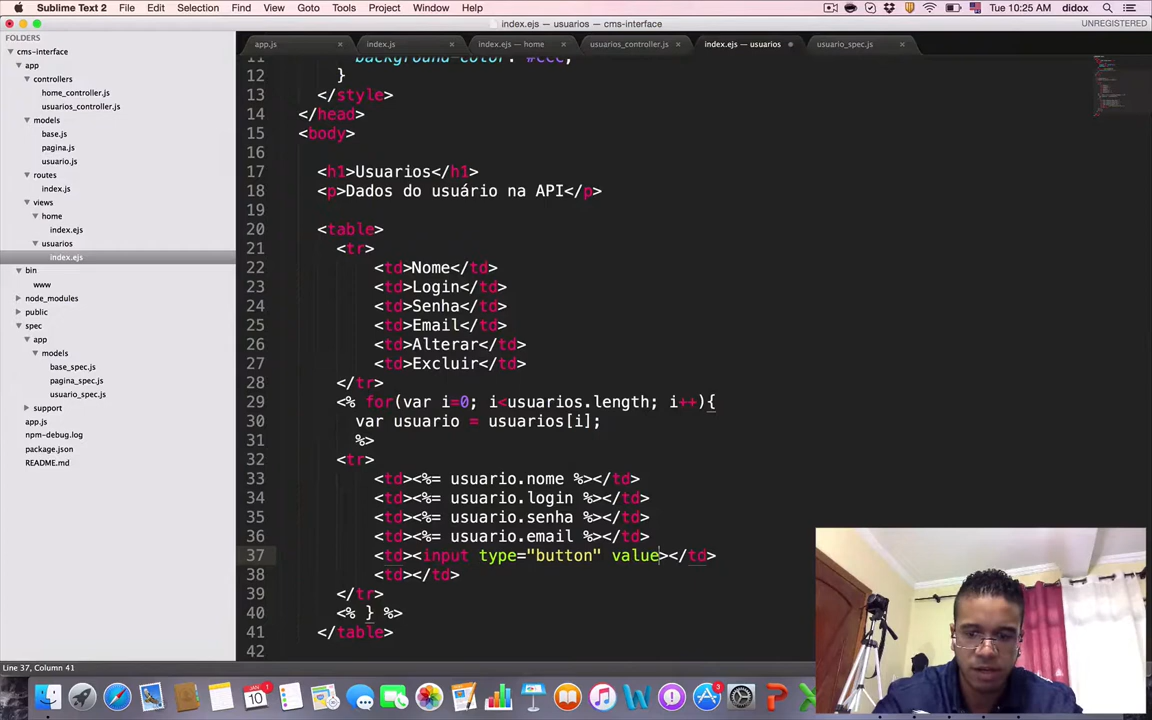 Sublime Text 2 File Edit Selection Find View Goto Tools Project Window Help Tue 10:25 AM didox
index.ejs — usuarios — cms-interface UNREGISTERED
FOLDERS
cms-interface
app
controllers
home_controller.js
usuarios_controller.js
models
base.js
pagina.js
usuario.js
routes
index.js
views
home
index.ejs
usuarios
index.ejs
bin
www
node_modules
public
spec
app
models
base_spec.js
pagina_spec.js
usuario_spec.js
support
app.js
npm-debug.log
package.json
README.md
app.js index.js index.ejs — home usuarios_controller.js index.ejs — usuarios usuario_spec.js
11 background-color: #ccc;
12 }
13 </style>
14 </head>
15 <body>
16
17 <h1>Usuarios</h1>
18 <p>Dados do usuário na API</p>
19
20 <table>
21 <tr>
22 <td>Nome</td>
23 <td>Login</td>
24 <td>Senha</td>
25 <td>Email</td>
26 <td>Alterar</td>
27 <td>Excluir</td>
28 </tr>
29 <% for(var i=0; i<usuarios.length; i++){
30 var usuario = usuarios[i];
31 %>
32 <tr>
33 <td><%= usuario.nome %></td>
34 <td><%= usuario.login %></td>
35 <td><%= usuario.senha %></td>
36 <td><%= usuario.email %></td>
37 <td><input type="button" value></td>
38 <td></td>
39 </tr>
40 <% } %>
41 </table>
42
Line 37, Column 41